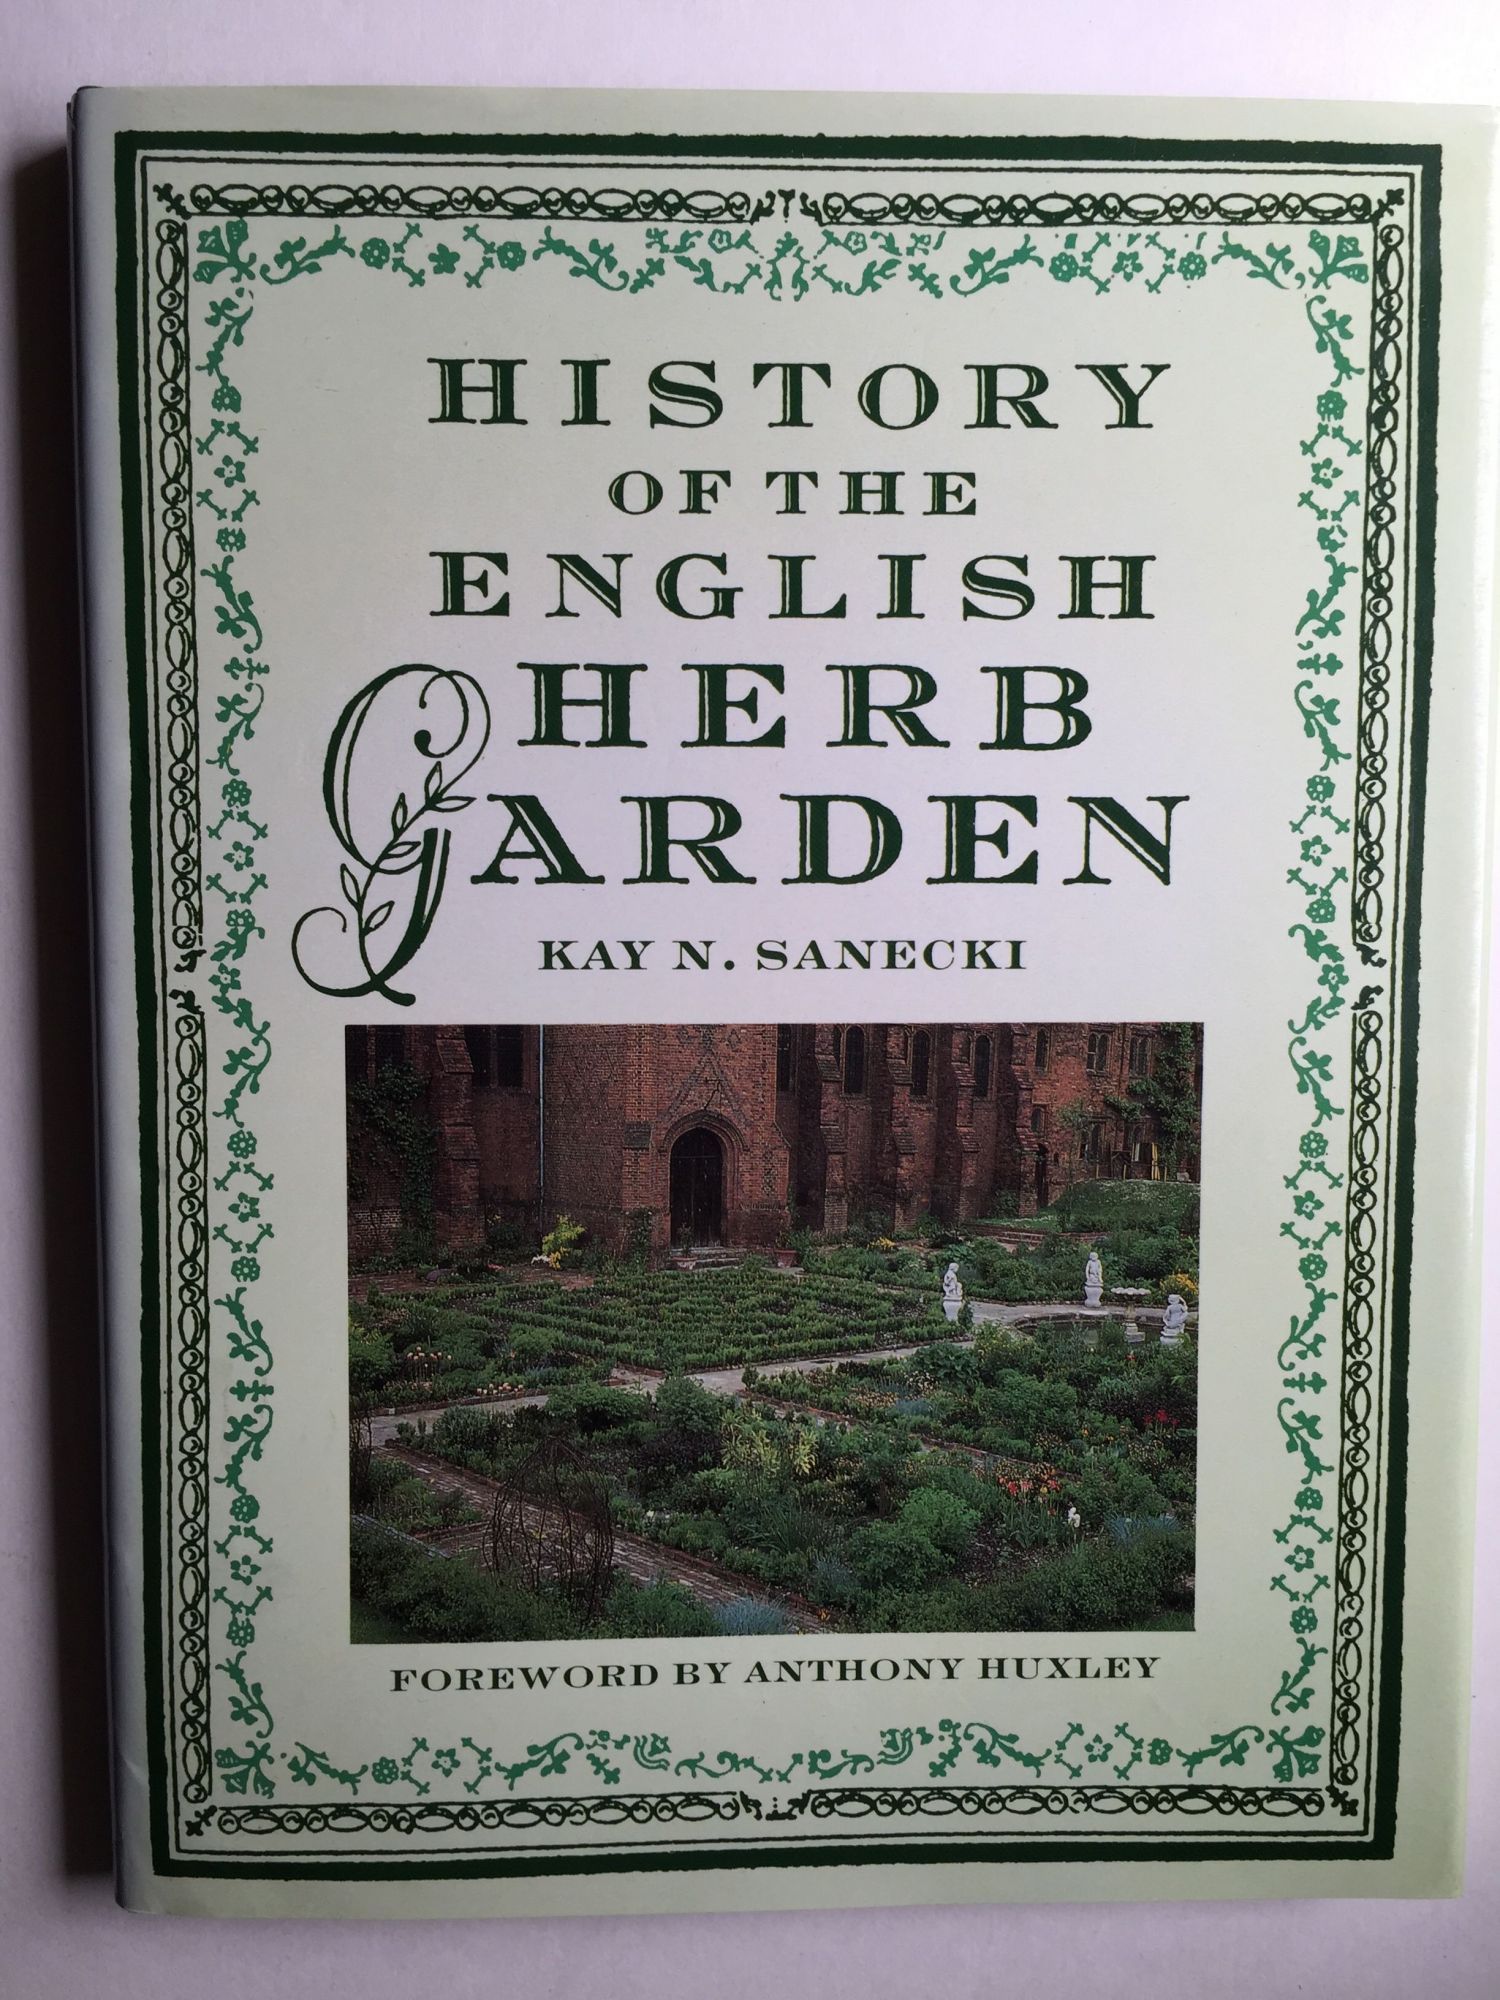 HISTORY
OF THE
ENGLISH
HERB
GARDEN
KAY N. SANECKI
FOREWORD BY ANTHONY HUXLEY